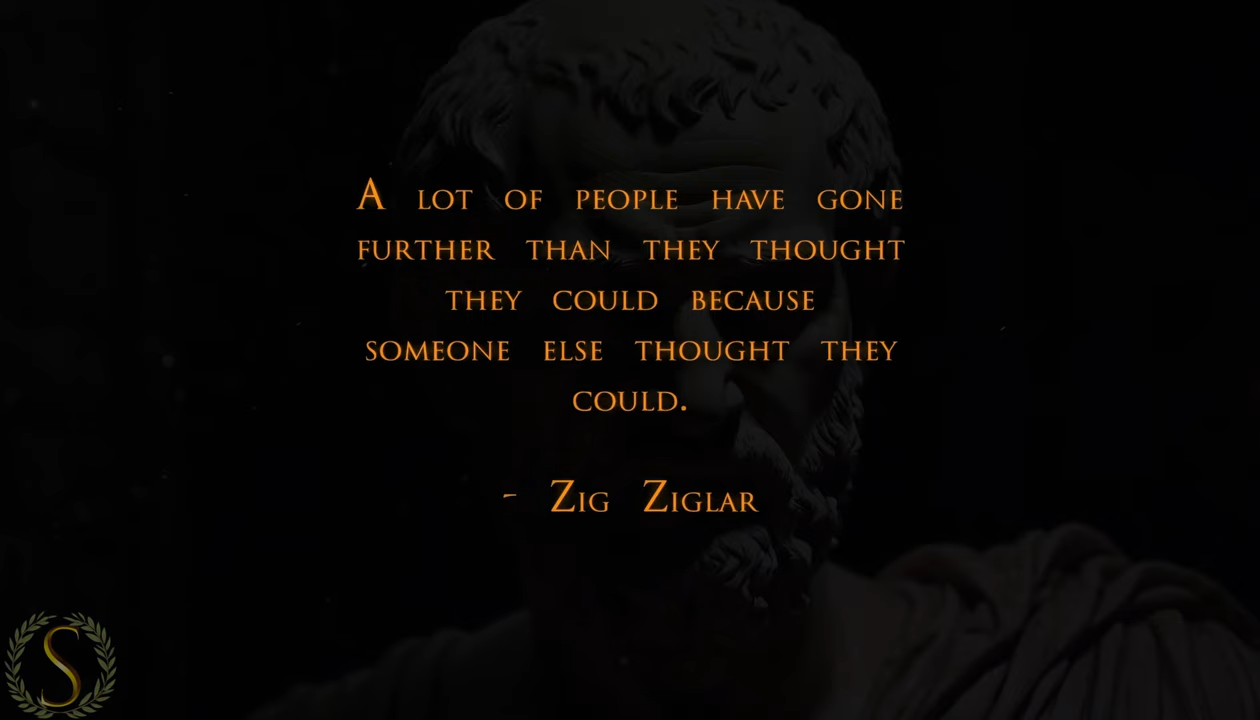 A lot of people have gone
further than they thought
they could because
someone else thought they
could.
- Zig Ziglar
S